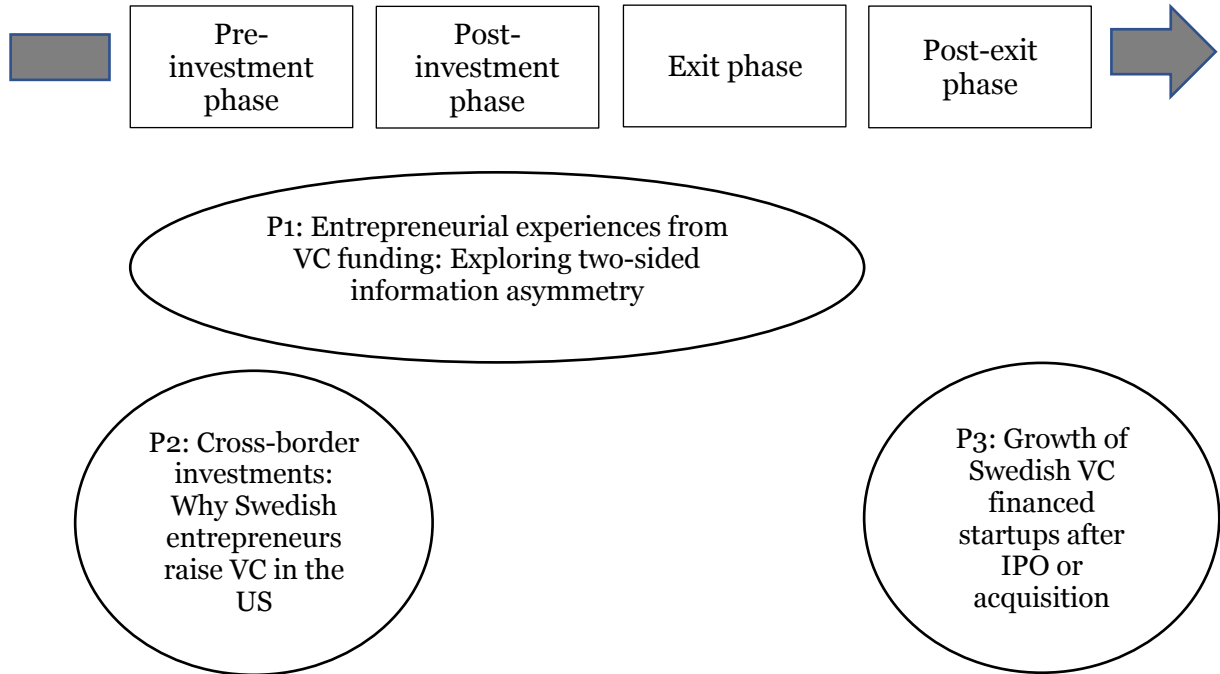 Pre-
investment
phase
Post-
investment
phase
Exit phase
Post-exit
phase
P1: Entrepreneurial experiences from
VC funding: Exploring two-sided
information asymmetry
P2: Cross-border
investments:
Why Swedish
entrepreneurs
raise VC in the
US
P3: Growth of
Swedish VC
financed
startups after
IPO or
acquisition